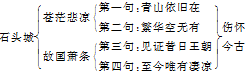 石头城
苍茫悲凉
第一句：青山依旧在
第二句：繁华空无有
故国萧条
第三句：见证昔日王朝
第四句：至今唯有凄凉
伤怀
今古